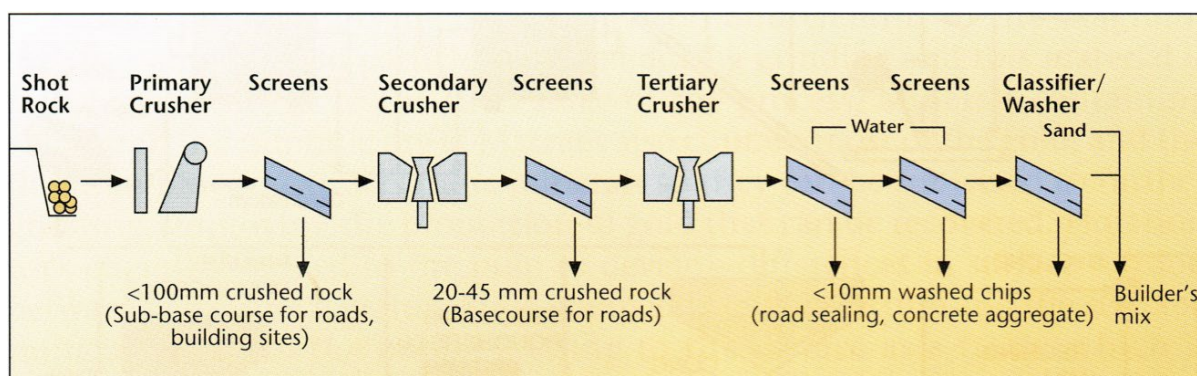 Shot
Rock
Primary
Crusher
Screens
Secondary
Crusher
Screens
Tertiary
Crusher
Screens
Screens
Classifier/
Washer
Water
Sand
<100mm crushed rock
(Sub-base course for roads,
building sites)
20-45 mm crushed rock
(Basecourse for roads)
<10mm washed chips
(road sealing, concrete aggregate)
Builder's
mix